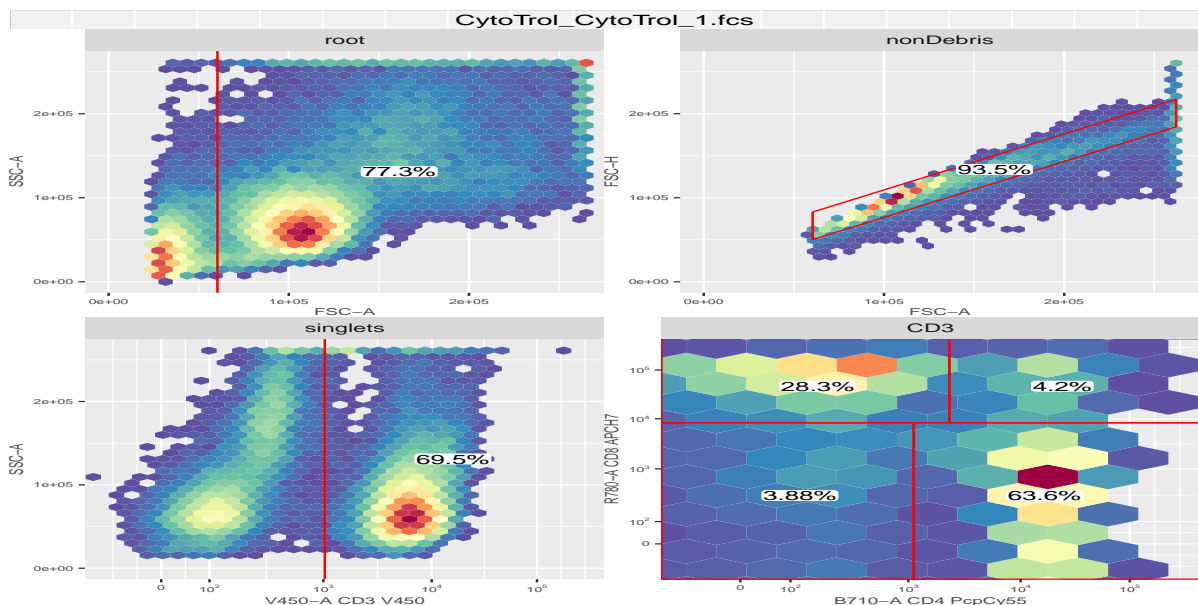 CytoTrol_CytoTrol_1.fcs
root
nonDebris
SSC−A
2e+05
1e+05
0e+00
77.3%
0e+00 1e+05 2e+05
FSC−A
FSC−H
2e+05
1e+05
0e+00
93.5%
0e+00 1e+05 2e+05
FSC−A
singlets
CD3
SSC−A
2e+05
1e+05
0e+00
69.5%
0 10² 10³ 10⁴ 10⁵
V450−A CD3 V450
R780−A CD8 APCH7
10⁵
10⁴
10³
10²
0
28.3%
4.2%
3.88%
63.6%
0 10² 10³ 10⁴ 10⁵
B710−A CD4 PcpCy55